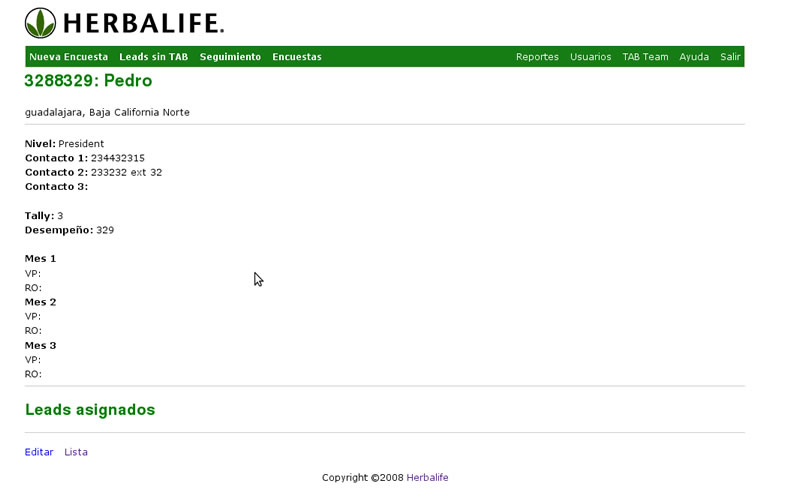 HERBALIFE.
Nueva Encuesta Leads sin TAB Seguimiento Encuestas Reportes Usuarios TAB Team Ayuda Salir
3288329: Pedro
guadalajara, Baja California Norte
Nivel: President
Contacto 1: 234432315
Contacto 2: 233232 ext 32
Contacto 3:
Tally: 3
Desempeño: 329
Mes 1
VP:
RO:
Mes 2
VP:
RO:
Mes 3
VP:
RO:
Leads asignados
Editar Lista
Copyright ©2008 Herbalife